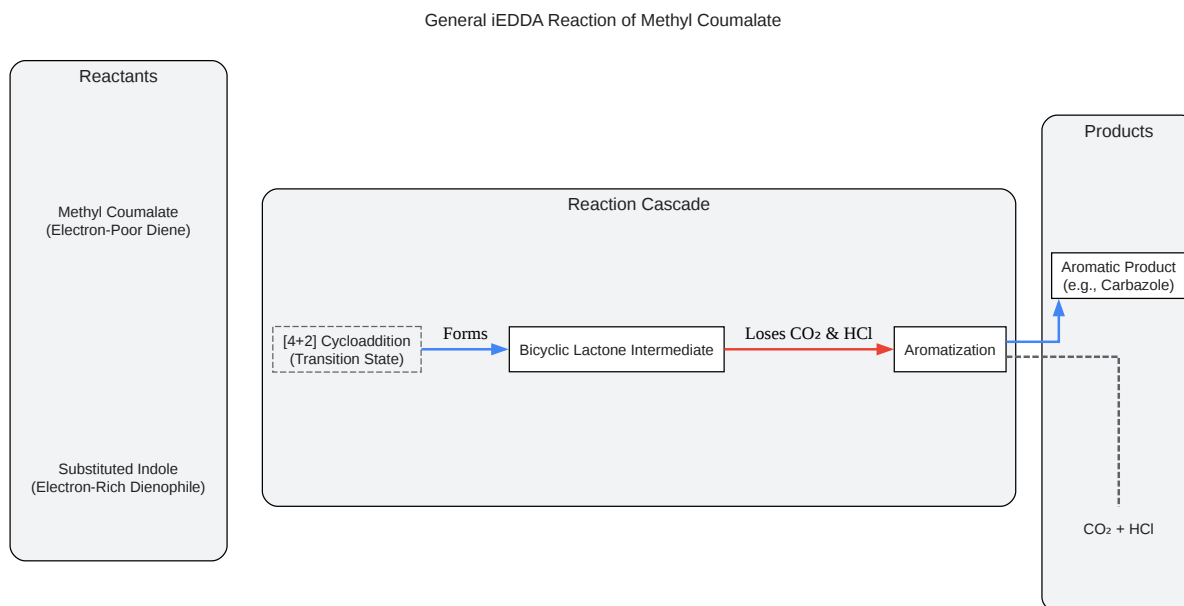 General iEDDA Reaction of Methyl Coumalate
Reactants
Methyl Coumalate
(Electron-Poor Diene)
Substituted Indole
(Electron-Rich Dienophile)
Reaction Cascade
[4+2] Cycloaddition
(Transition State)
Forms
Bicyclic Lactone Intermediate
Loses CO₂ & HCl
Aromatization
Products
Aromatic Product
(e.g., Carbazole)
CO₂ + HCl